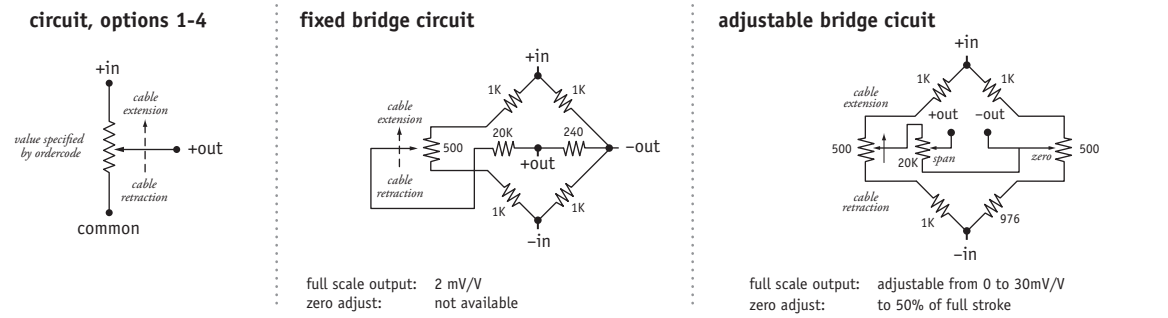 circuit, options 1-4
+in
cable
extension
value specified
by ordercode
+out
cable
retraction
common
fixed bridge circuit
+in
1K
1K
cable
extension
20K
240
500
+out
–out
cable
retraction
1K
1K
–in
full scale output: 2 mV/V
zero adjust: not available
adjustable bridge cicuit
+in
1K
1K
cable
extension
+out
–out
500
20K
span
zero
500
cable
retraction
1K
976
–in
full scale output: adjustable from 0 to 30mV/V
zero adjust: to 50% of full stroke